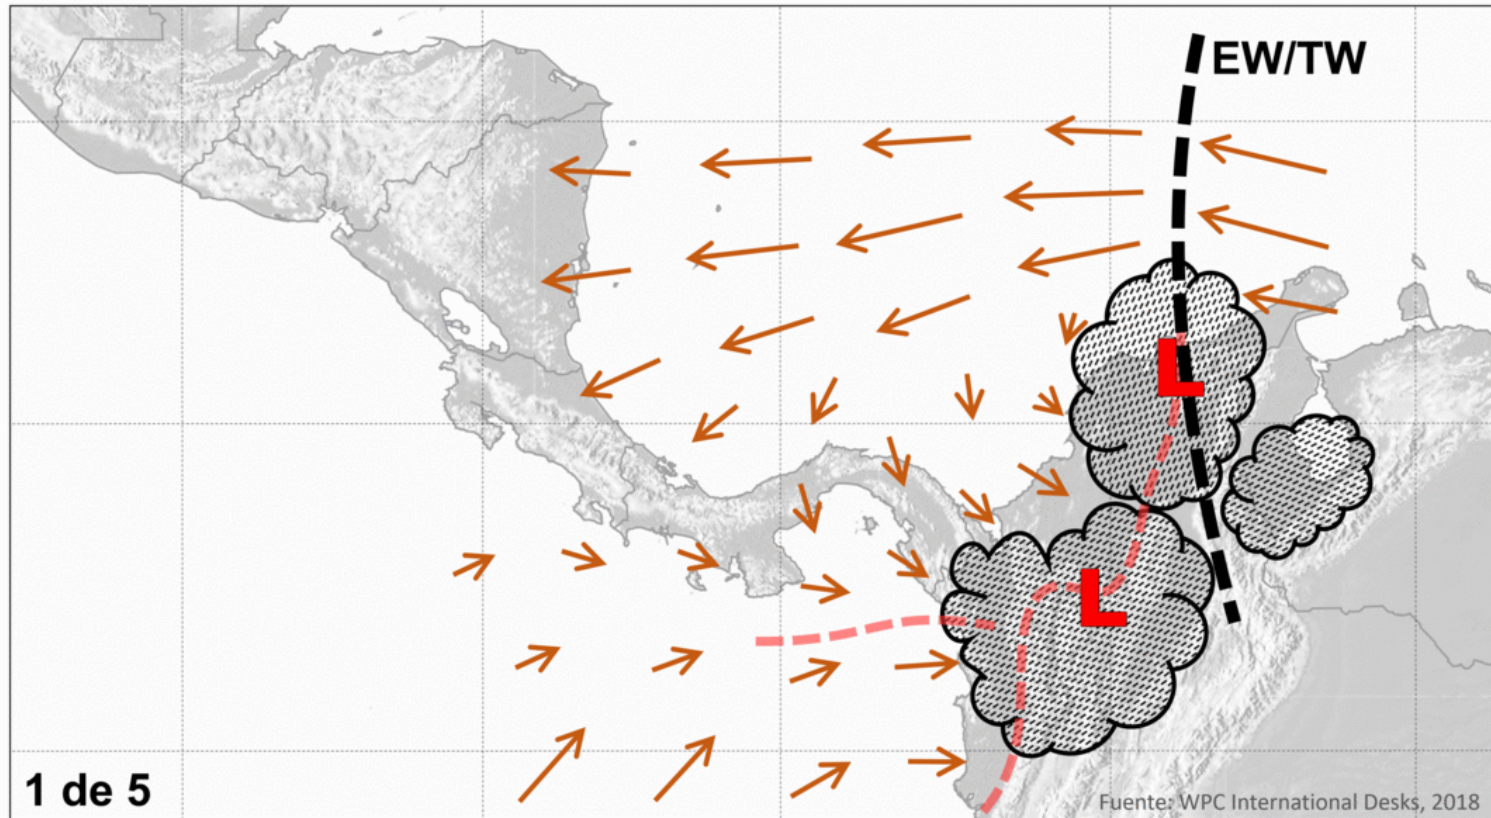 EW/TW
L
L
1 de 5
Fuente: WPC International Desks, 2018